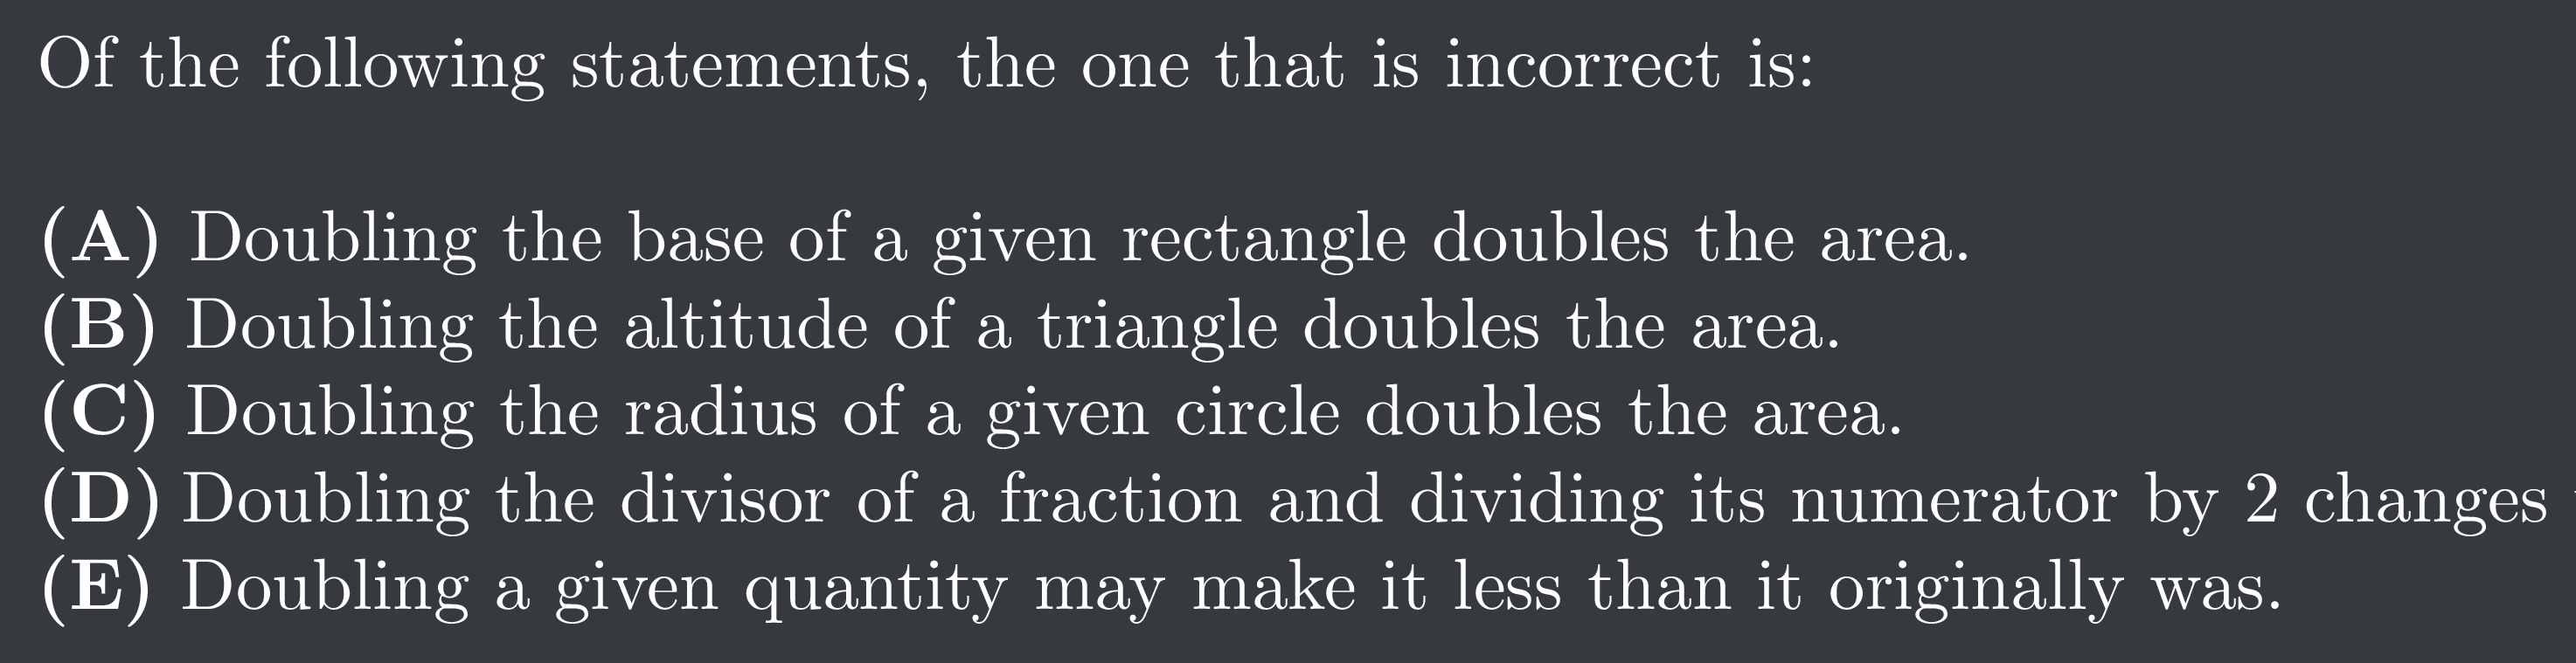 Of the following statements, the one that is incorrect is:
(A) Doubling the base of a given rectangle doubles the area.
(B) Doubling the altitude of a triangle doubles the area.
(C) Doubling the radius of a given circle doubles the area.
(D) Doubling the divisor of a fraction and dividing its numerator by 2 changes
(E) Doubling a given quantity may make it less than it originally was.